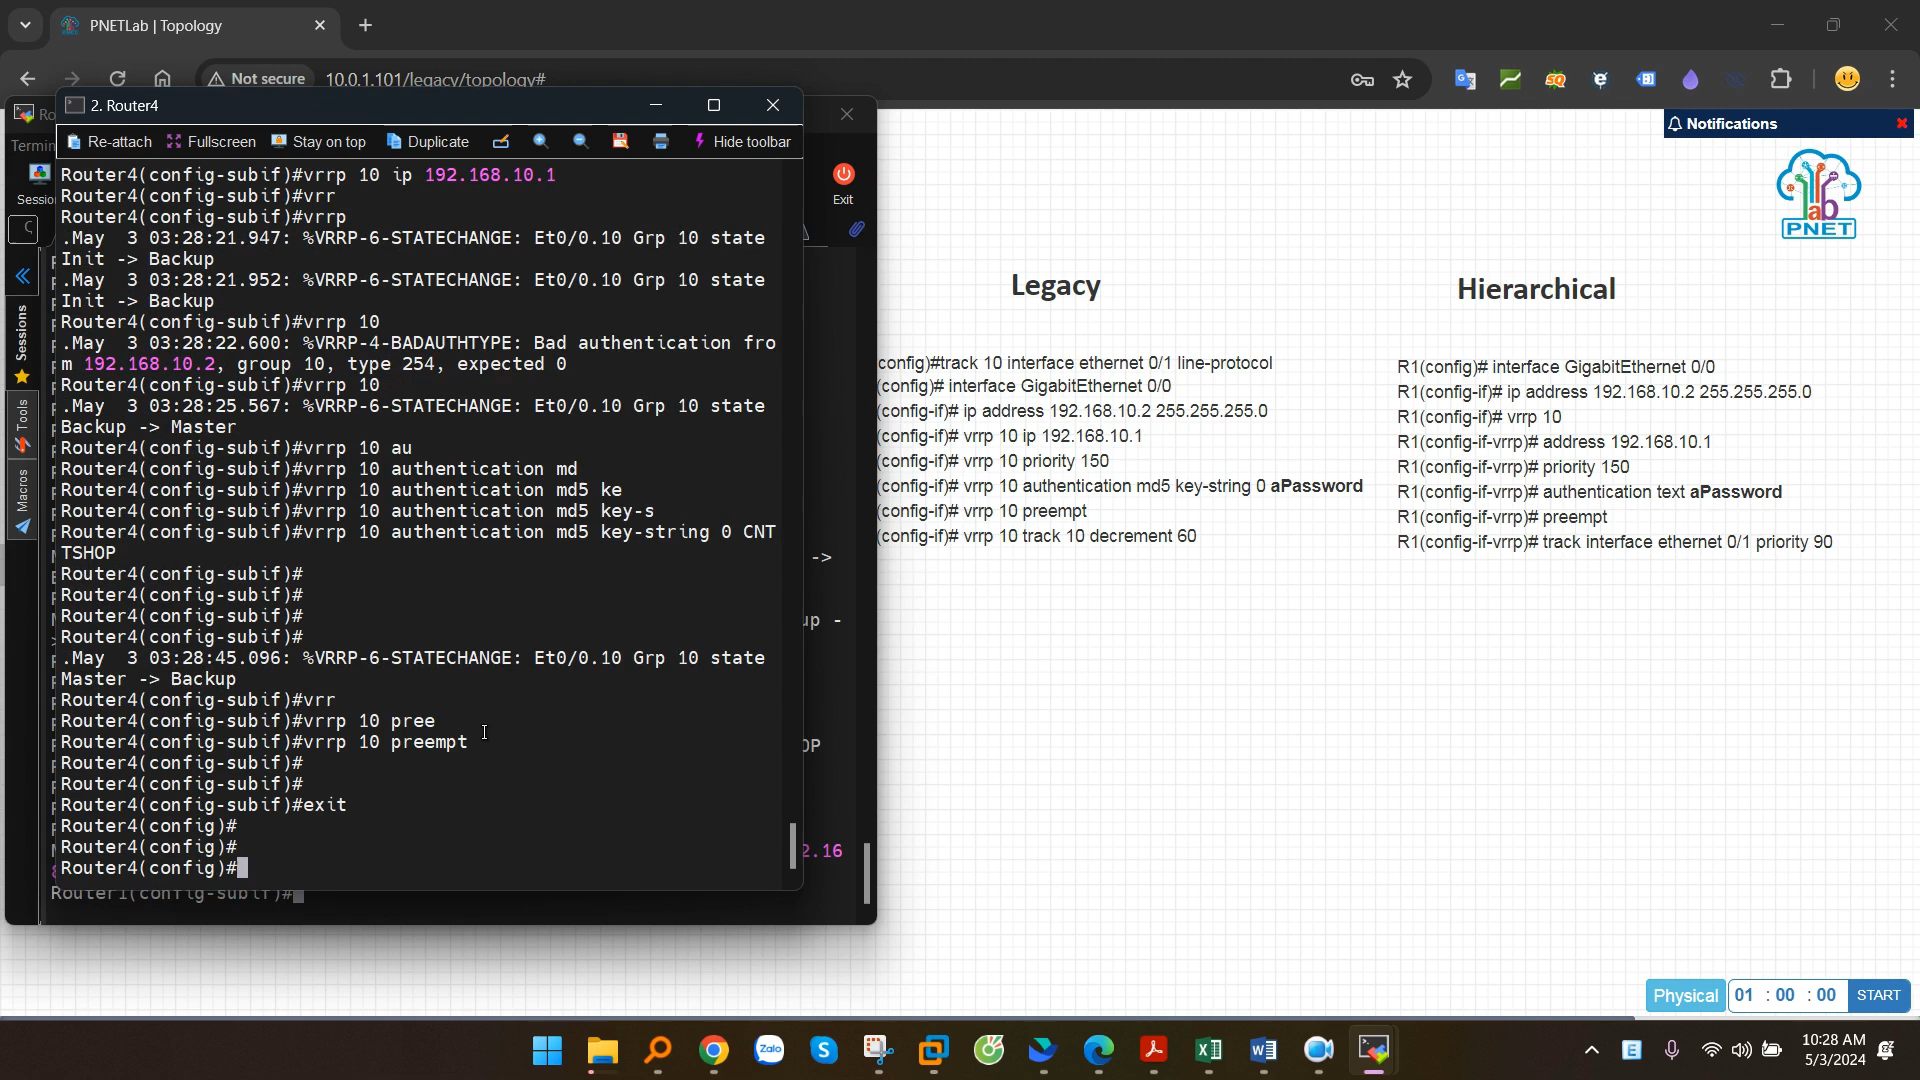 PNETLab | Topology
Not secure
10.0.1.101/legacy/topology#
2. Router4
Re-attach
Fullscreen
Stay on top
Duplicate
Hide toolbar
Router4(config-subif)#vrrp 10 ip 192.168.10.1
Router4(config-subif)#vrr
Router4(config-subif)#vrrp
.May  3 03:28:21.947: %VRRP-6-STATECHANGE: Et0/0.10 Grp 10 state
Init -> Backup
.May  3 03:28:21.952: %VRRP-6-STATECHANGE: Et0/0.10 Grp 10 state
Init -> Backup
Router4(config-subif)#vrrp 10
.May  3 03:28:22.600: %VRRP-4-BADAUTHTYPE: Bad authentication fro
m 192.168.10.2, group 10, type 254, expected 0
Router4(config-subif)#vrrp 10
.May  3 03:28:25.567: %VRRP-6-STATECHANGE: Et0/0.10 Grp 10 state
Backup -> Master
Router4(config-subif)#vrrp 10 au
Router4(config-subif)#vrrp 10 authentication md
Router4(config-subif)#vrrp 10 authentication md5 ke
Router4(config-subif)#vrrp 10 authentication md5 key-s
Router4(config-subif)#vrrp 10 authentication md5 key-string 0 CNT
TSHOP
Router4(config-subif)#
Router4(config-subif)#
Router4(config-subif)#
Router4(config-subif)#
.May  3 03:28:45.096: %VRRP-6-STATECHANGE: Et0/0.10 Grp 10 state
Master -> Backup
Router4(config-subif)#vrr
Router4(config-subif)#vrrp 10 pree
Router4(config-subif)#vrrp 10 preempt
Router4(config-subif)#
Router4(config-subif)#
Router4(config-subif)#exit
Router4(config)#
Router4(config)#
Router4(config)#
Router1(config-subif)#
Ro
Termin
Sessio
Sessions
Tools
Macros
Exit
->
up -
OP
2.16
Notifications
lab
PNET
Legacy
config)#track 10 interface ethernet 0/1 line-protocol
(config)# interface GigabitEthernet 0/0
(config-if)# ip address 192.168.10.2 255.255.255.0
(config-if)# vrrp 10 ip 192.168.10.1
(config-if)# vrrp 10 priority 150
(config-if)# vrrp 10 authentication md5 key-string 0 aPassword
(config-if)# vrrp 10 preempt
(config-if)# vrrp 10 track 10 decrement 60
Hierarchical
R1(config)# interface GigabitEthernet 0/0
R1(config-if)# ip address 192.168.10.2 255.255.255.0
R1(config-if)# vrrp 10
R1(config-if-vrrp)# address 192.168.10.1
R1(config-if-vrrp)# priority 150
R1(config-if-vrrp)# authentication text aPassword
R1(config-if-vrrp)# preempt
R1(config-if-vrrp)# track interface ethernet 0/1 priority 90
Physical
01 : 00 : 00
START
Zalo
10:28 AM
5/3/2024